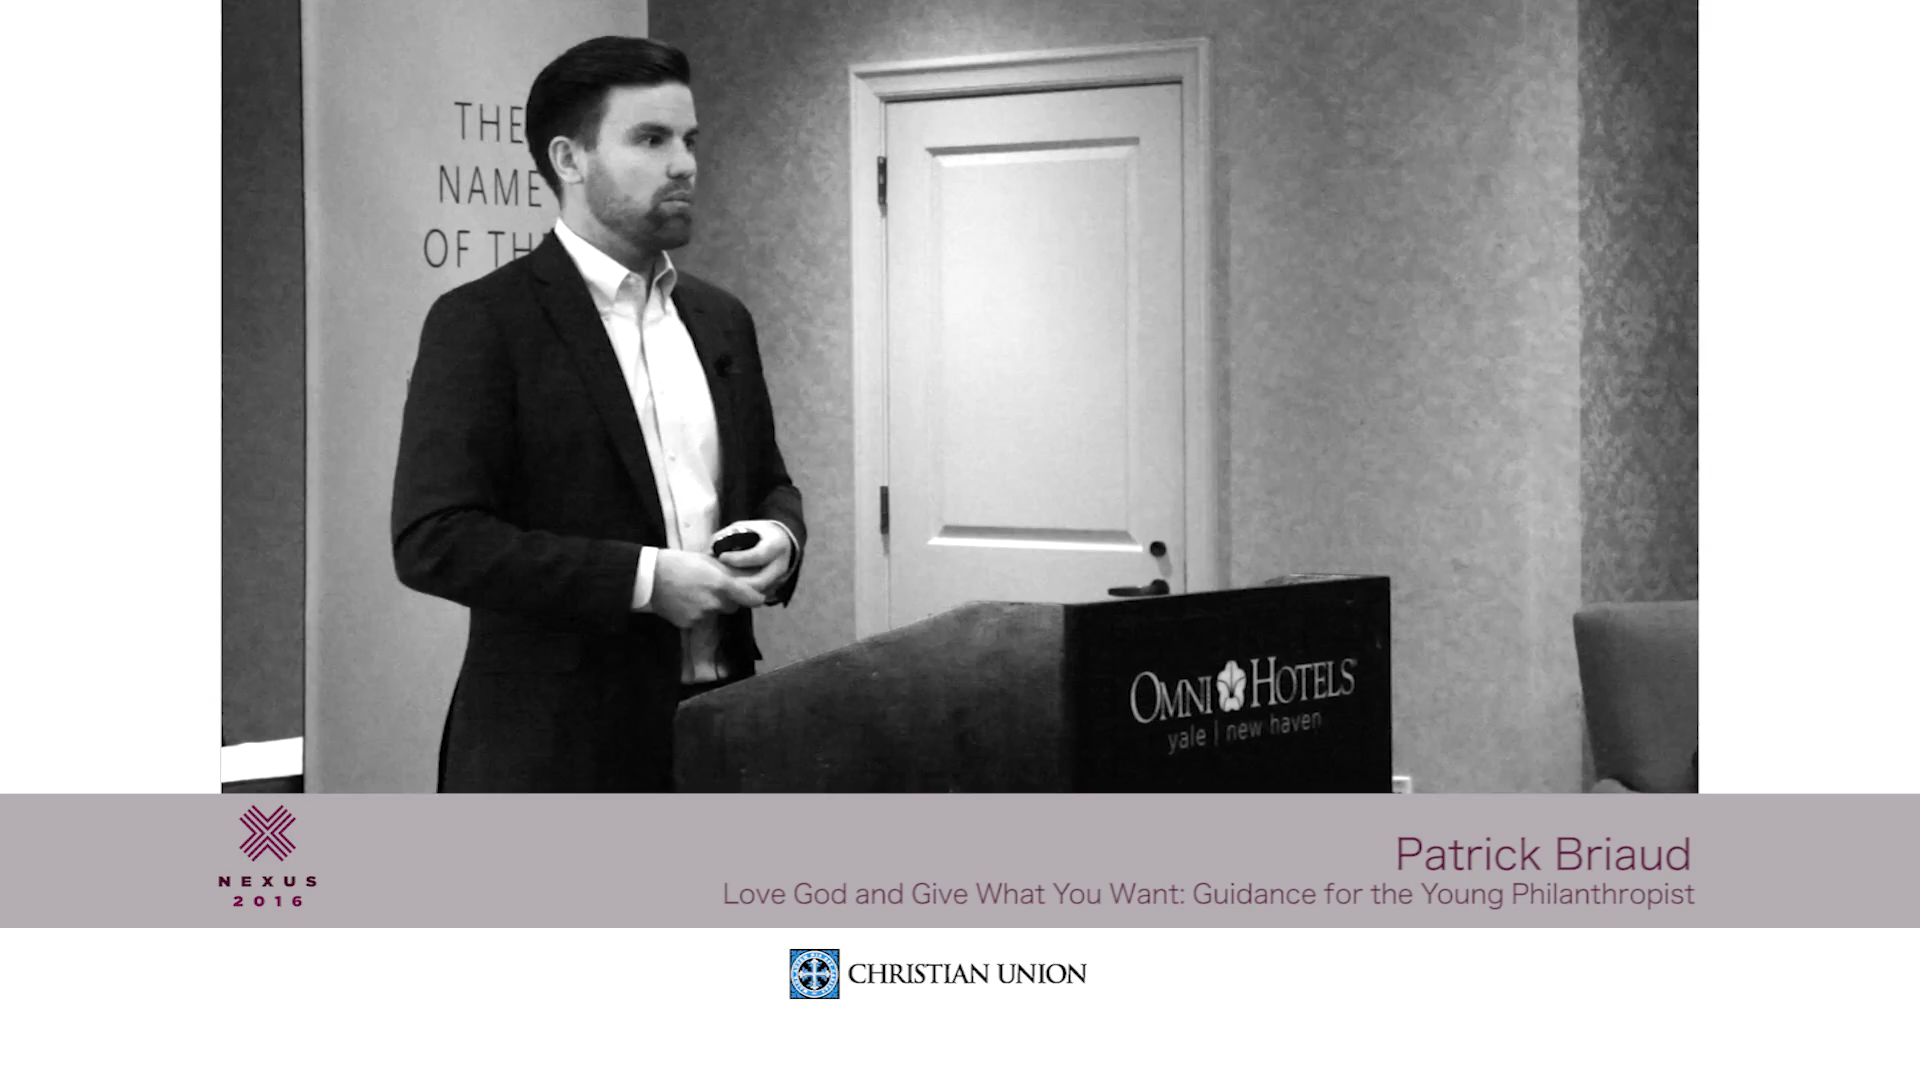 THE
NAME
OF TH
OMNI HOTELS
yale | new haven
NEXUS
2016
Patrick Briaud
Love God and Give What You Want: Guidance for the Young Philanthropist
CHRISTIAN UNION